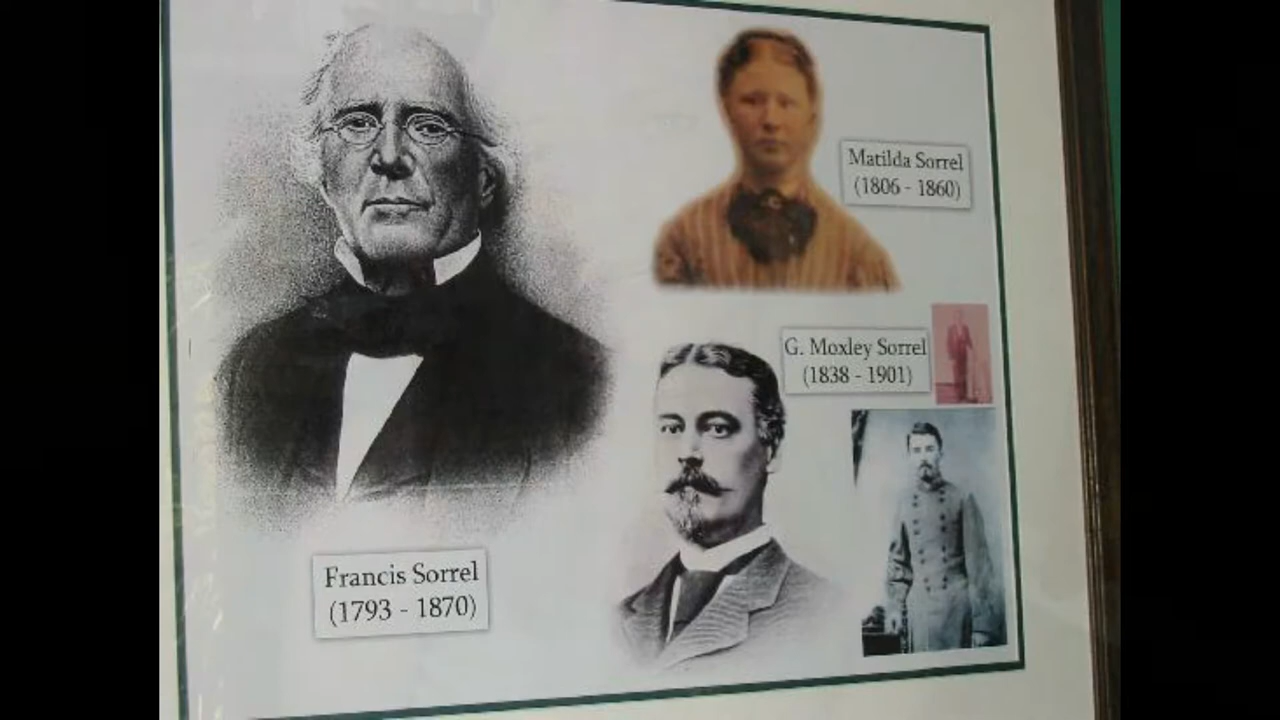 Matilda Sorrel
(1806 - 1860)
G. Moxley Sorrel
(1838 - 1901)
Francis Sorrel
(1793 - 1870)